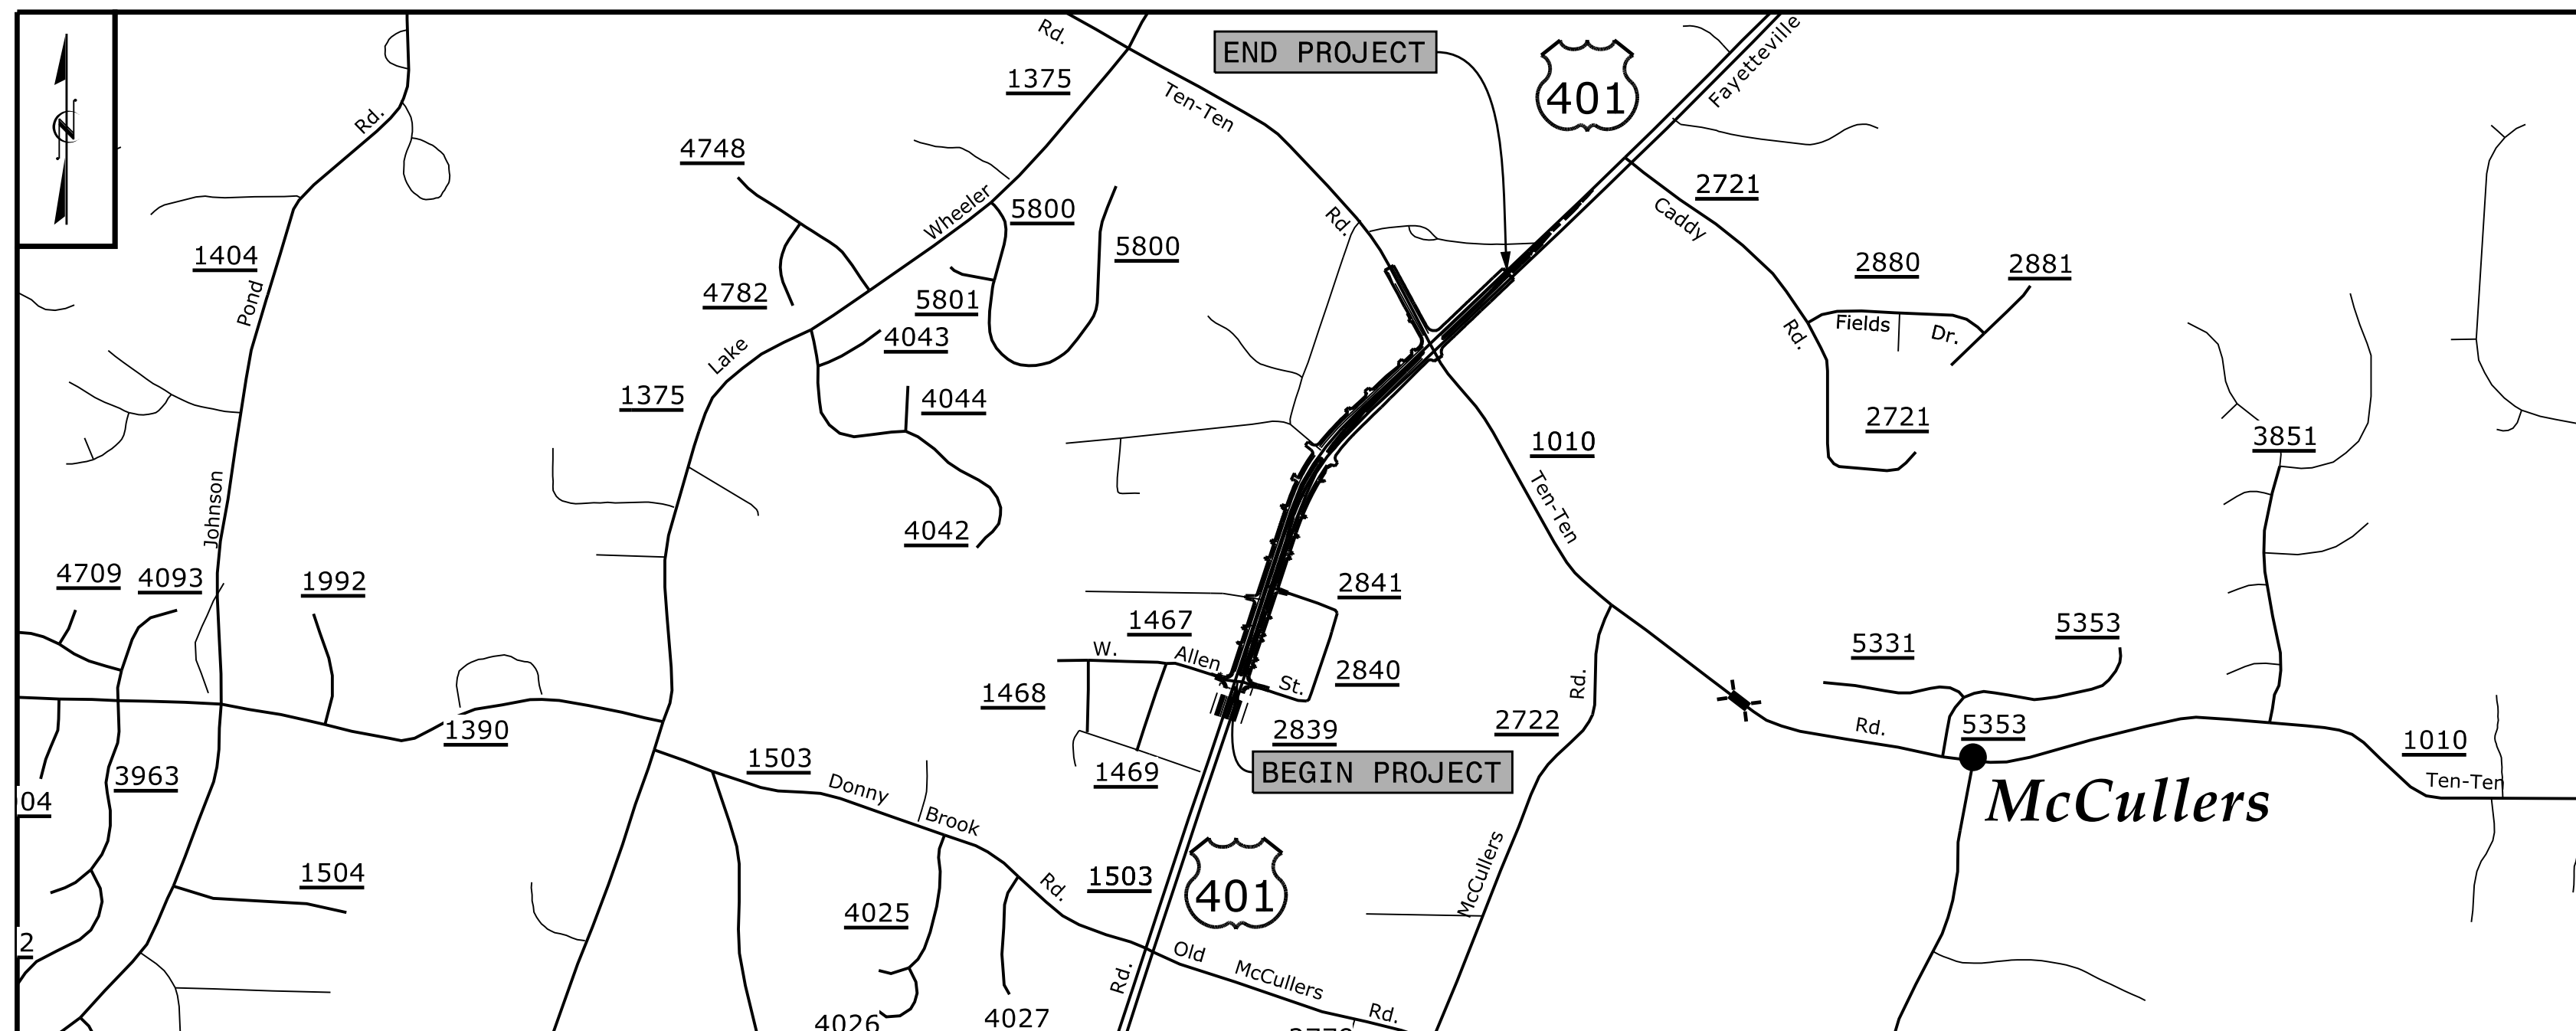 Rd.
END PROJECT
401
Fayetteville
1375
Ten-Ten
Rd.
4748
2721
Wheeler
5800
Rd.
Caddy
1404
5800
2880
2881
Pond
4782
5801
Fields
Dr.
Rd.
4043
Lake
1375
4044
2721
1010
3851
Johnson
Ten-Ten
4042
4709
4093
1992
2841
1467
5331
5353
W.
Allen
St.
2840
Rd.
1468
2722
1390
2839
Rd.
5353
1010
1503
BEGIN PROJECT
3963
1469
Ten-Ten
Donny
04
McCullers
Brook
1504
1503
401
McCullers
Rd.
4025
2
Old
McCullers
Rd.
Rd.
4026
4027